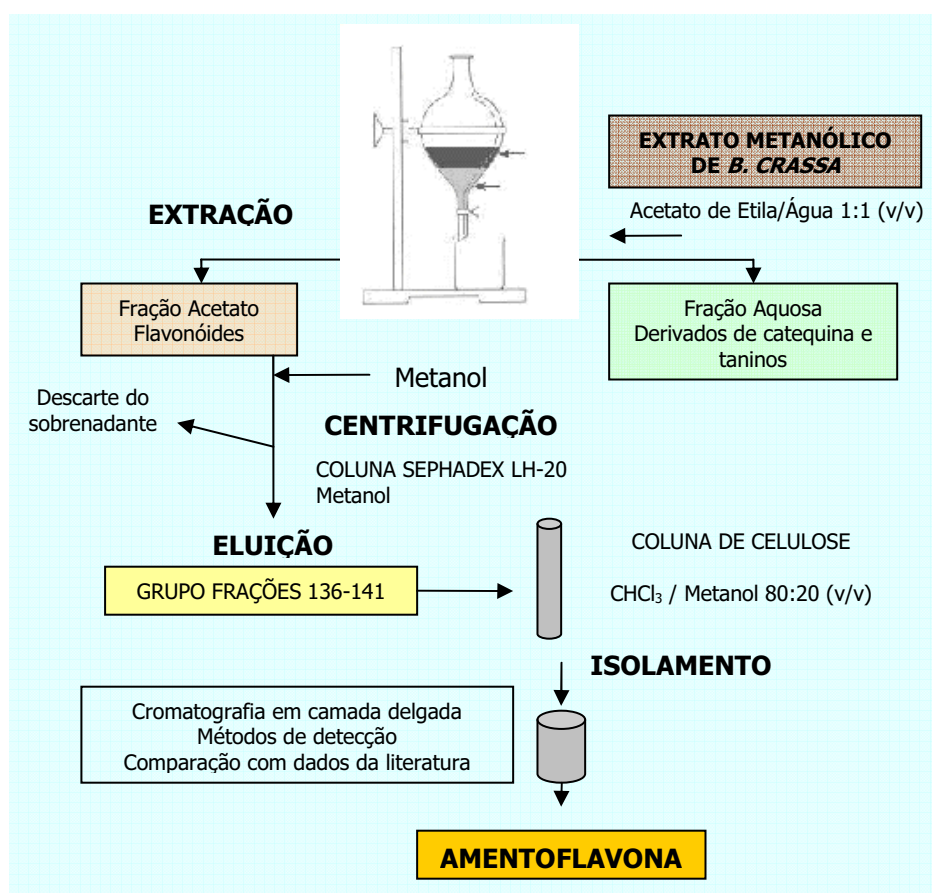 EXTRATO METANÓLICO
DE B. CRASSA
EXTRAÇÃO
Acetato de Etila/Água 1:1 (v/v)
Fração Acetato
Flavonóides
Fração Aquosa
Derivados de catequina e
taninos
Metanol
Descarte do
sobrenadante
CENTRIFUGAÇÃO
COLUNA SEPHADEX LH-20
Metanol
ELUIÇÃO
COLUNA DE CELULOSE
GRUPO FRAÇÕES 136-141
CHCl₃ / Metanol 80:20 (v/v)
ISOLAMENTO
Cromatografia em camada delgada
Métodos de detecção
Comparação com dados da literatura
AMENTOFLAVONA